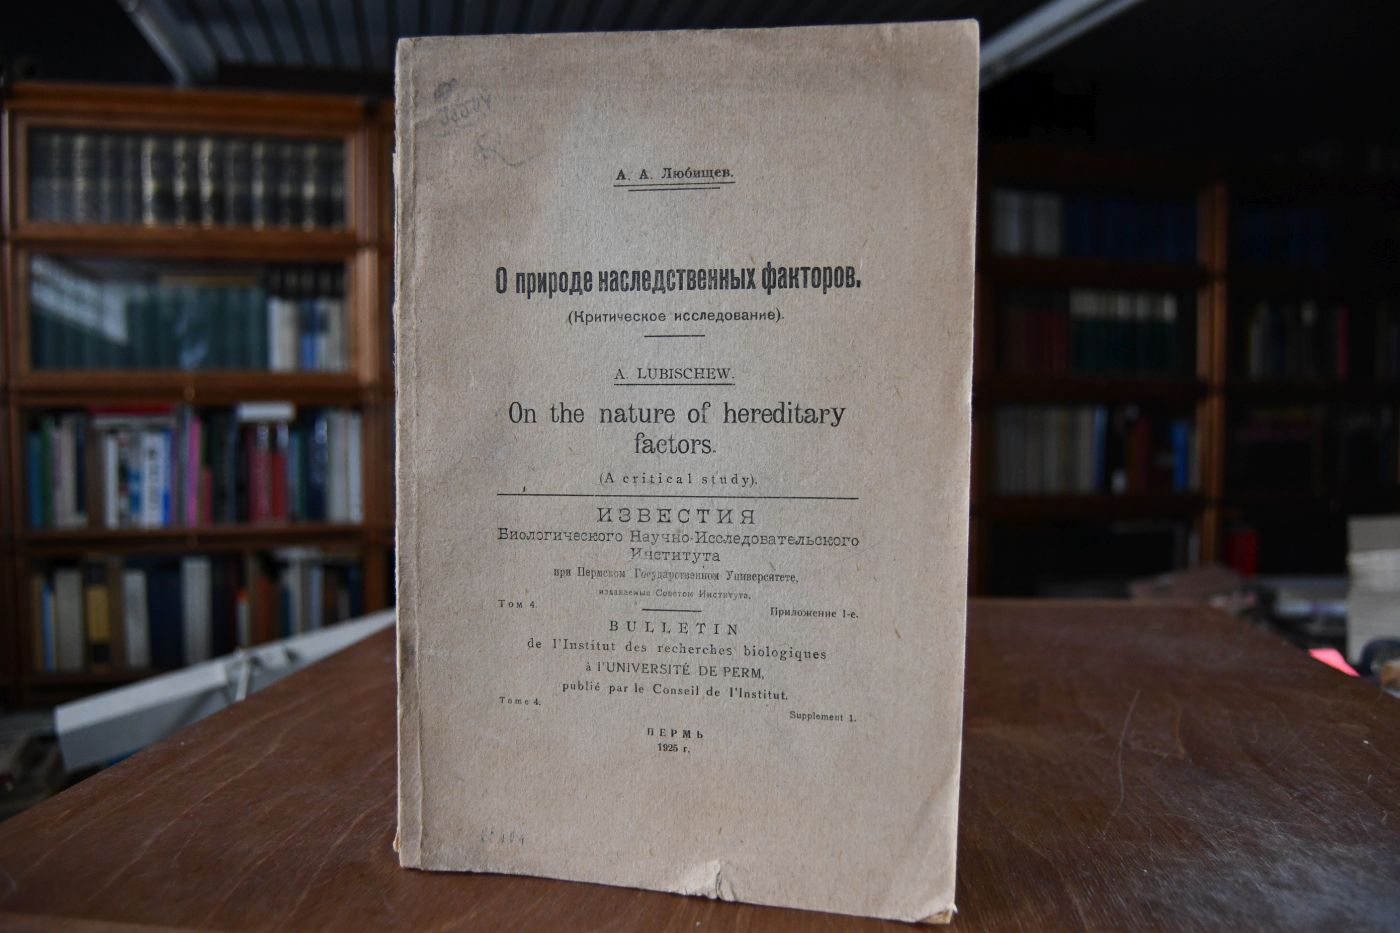 А. А. Любищев.
О природе наследственных факторов.
(Критическое исследование).
A. LUBISCHEW.
On the nature of hereditary
factors.
(A critical study).
ИЗВЕСТИЯ
Биологического Научно-Исследовательского
Института
при Пермском Государственном Университете,
издаваемые Советом Института,
Том 4.
Приложение 1-е.
BULLETIN
de l'Institut des recherches biologiques
à l'UNIVERSITÉ DE PERM,
publié par le Conseil de l'Institut.
Tome 4.
Supplement 1.
ПЕРМЬ
1925 г.